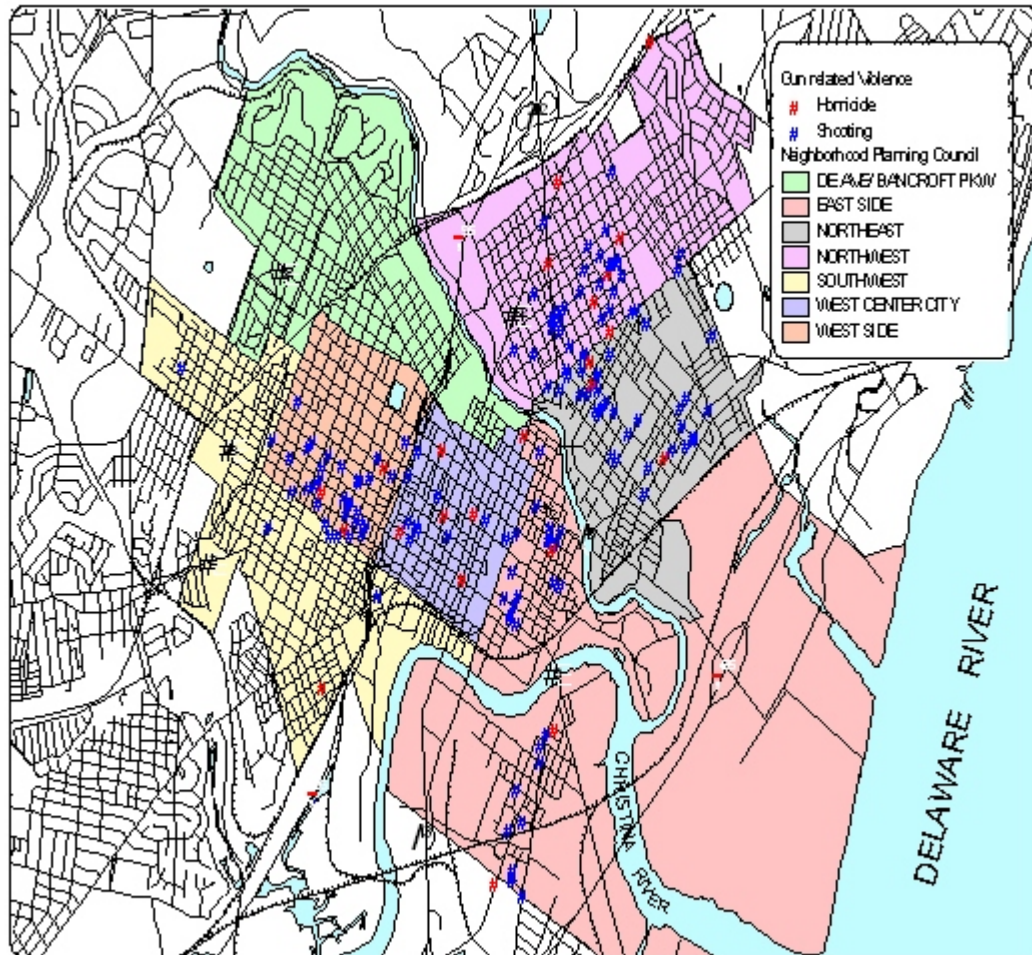 Gun related Violence
# Homicide
# Shooting
Neighborhood Planning Council
DE AVE/ BANCROFT PKW
EAST SIDE
NORTHEAST
NORTHWEST
SOUTHWEST
WEST CENTER CITY
WEST SIDE
CHRISTINA RIVER
DELAWARE RIVER